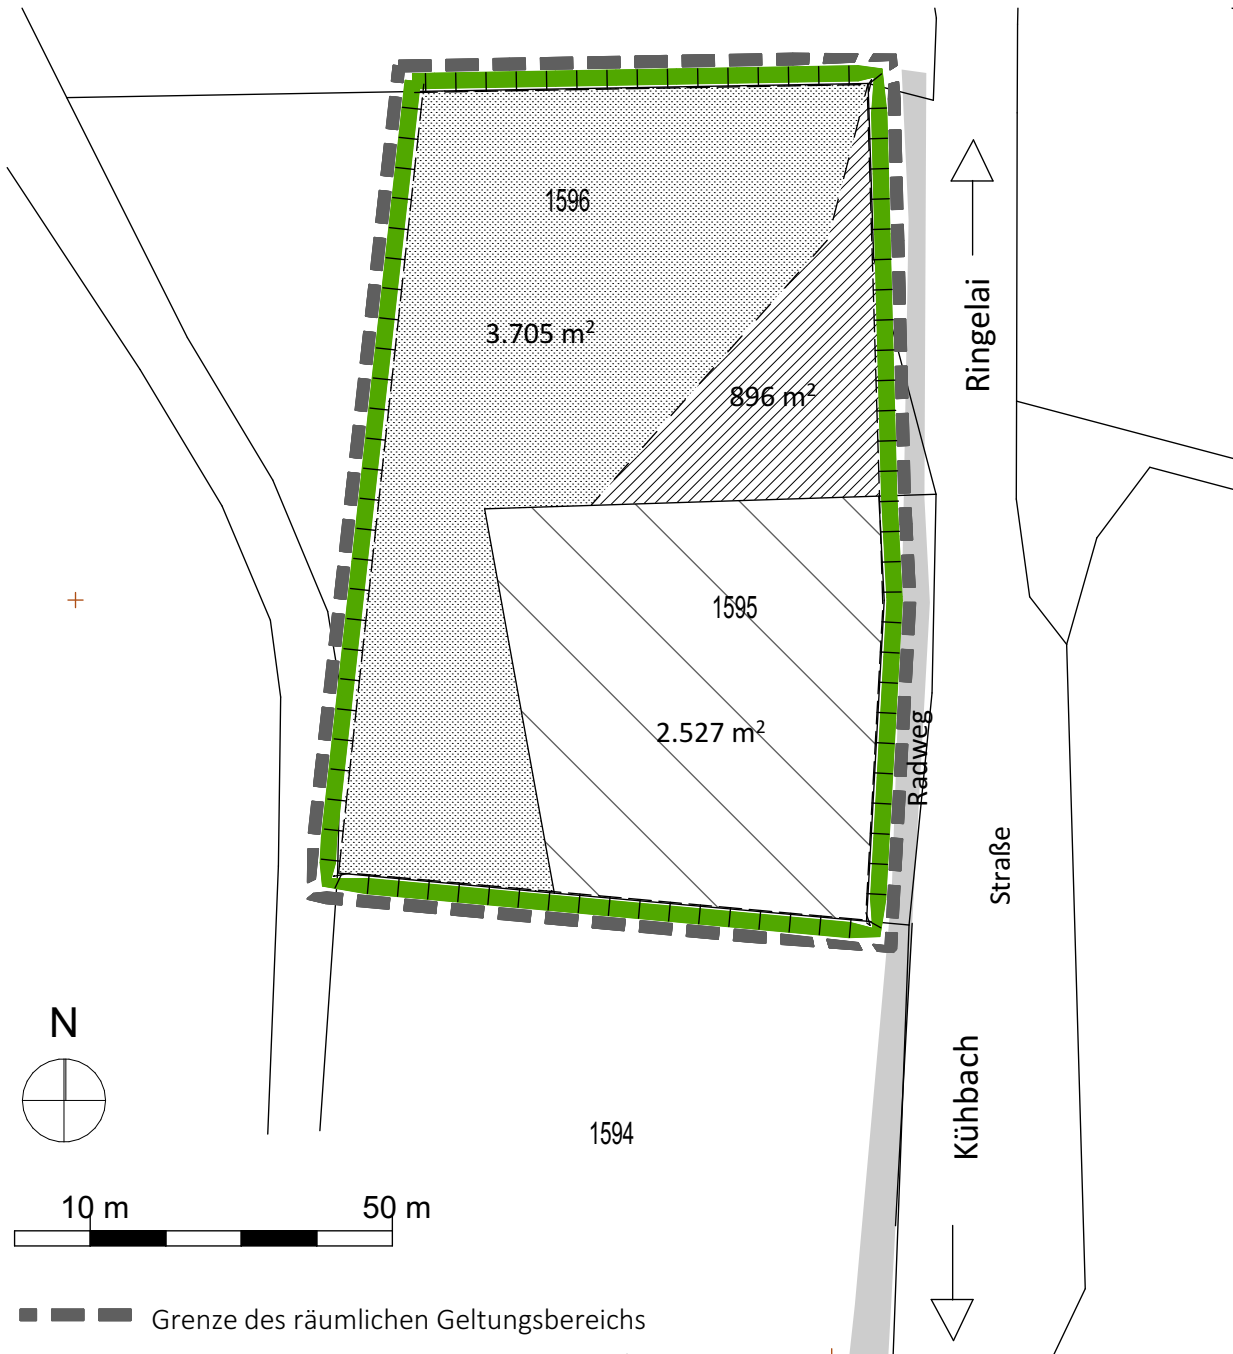 1596
3.705 m²
Ringelai
896 m²
1595
2.527 m²
Radweg
Straße
N
Kühbach
1594
10 m 50 m
Grenze des räumlichen Geltungsbereichs